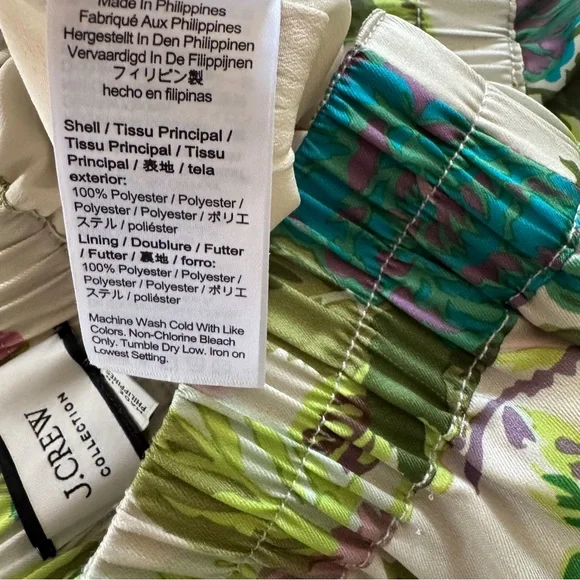 Made in Philippines
Fabriqué Aux Philippines
Hergestellt In Den Philippinen
Vervaardigd In De Filippijnen
フィリピン製
hecho en filipinas
Shell / Tissu Principal /
Tissu Principal / Tissu
Principal / 表地 / tela
exterior:
100% Polyester / Polyester /
Polyester / Polyester / ポリエ
ステル / poliéster
Lining / Doublure / Futter
/ Futter / 裏地 / forro:
100% Polyester / Polyester /
Polyester / Polyester / ポリエ
ステル / poliéster
Machine Wash Cold With Like
Colors. Non-Chlorine Bleach
Only. Tumble Dry Low. Iron on
Lowest Setting.
J.CREW
COLLECTION
PHILIPPINES